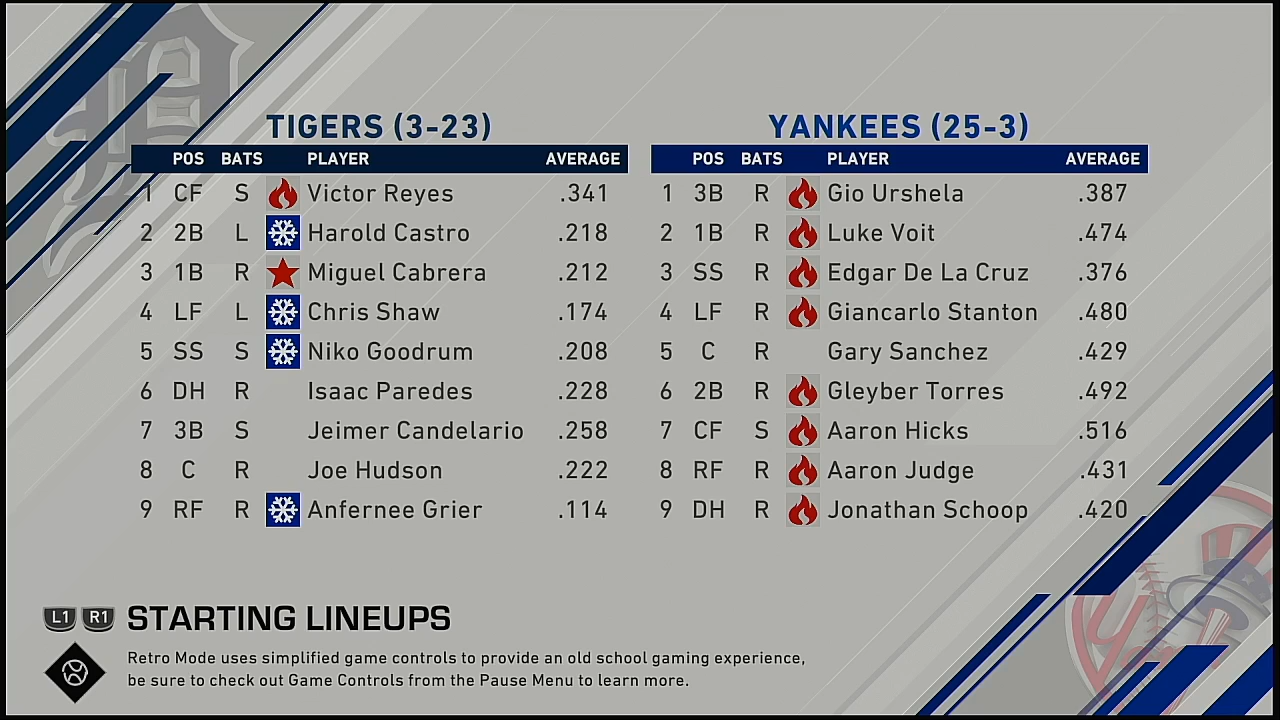 TIGERS (3-23)
POS BATS PLAYER AVERAGE
1 CF S Victor Reyes .341
2 2B L Harold Castro .218
3 1B R Miguel Cabrera .212
4 LF L Chris Shaw .174
5 SS S Niko Goodrum .208
6 DH R Isaac Paredes .228
7 3B S Jeimer Candelario .258
8 C R Joe Hudson .222
9 RF R Anfernee Grier .114
YANKEES (25-3)
POS BATS PLAYER AVERAGE
1 3B R Gio Urshela .387
2 1B R Luke Voit .474
3 SS R Edgar De La Cruz .376
4 LF R Giancarlo Stanton .480
5 C R Gary Sanchez .429
6 2B R Gleyber Torres .492
7 CF S Aaron Hicks .516
8 RF R Aaron Judge .431
9 DH R Jonathan Schoop .420
L1 R1 STARTING LINEUPS
Retro Mode uses simplified game controls to provide an old school gaming experience,
be sure to check out Game Controls from the Pause Menu to learn more.